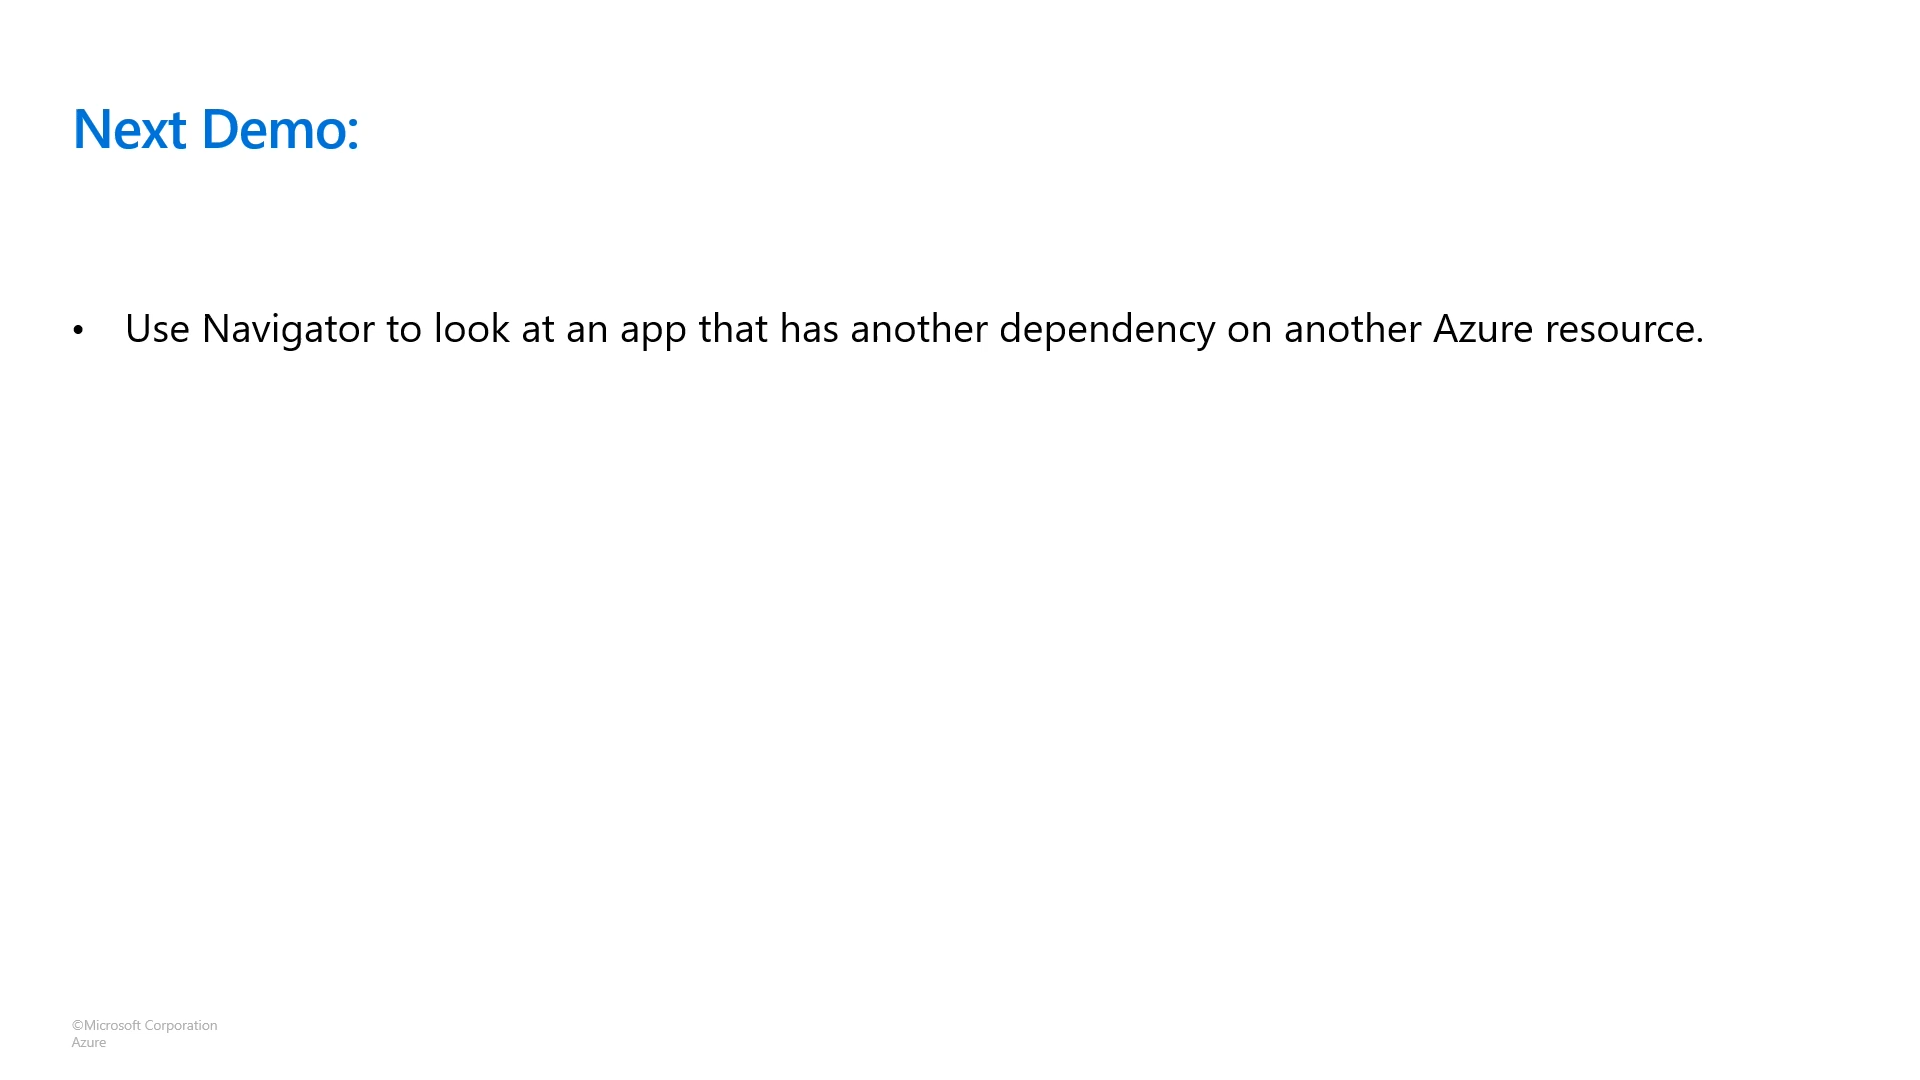 Next Demo:
• Use Navigator to look at an app that has another dependency on another Azure resource.
©Microsoft Corporation
Azure